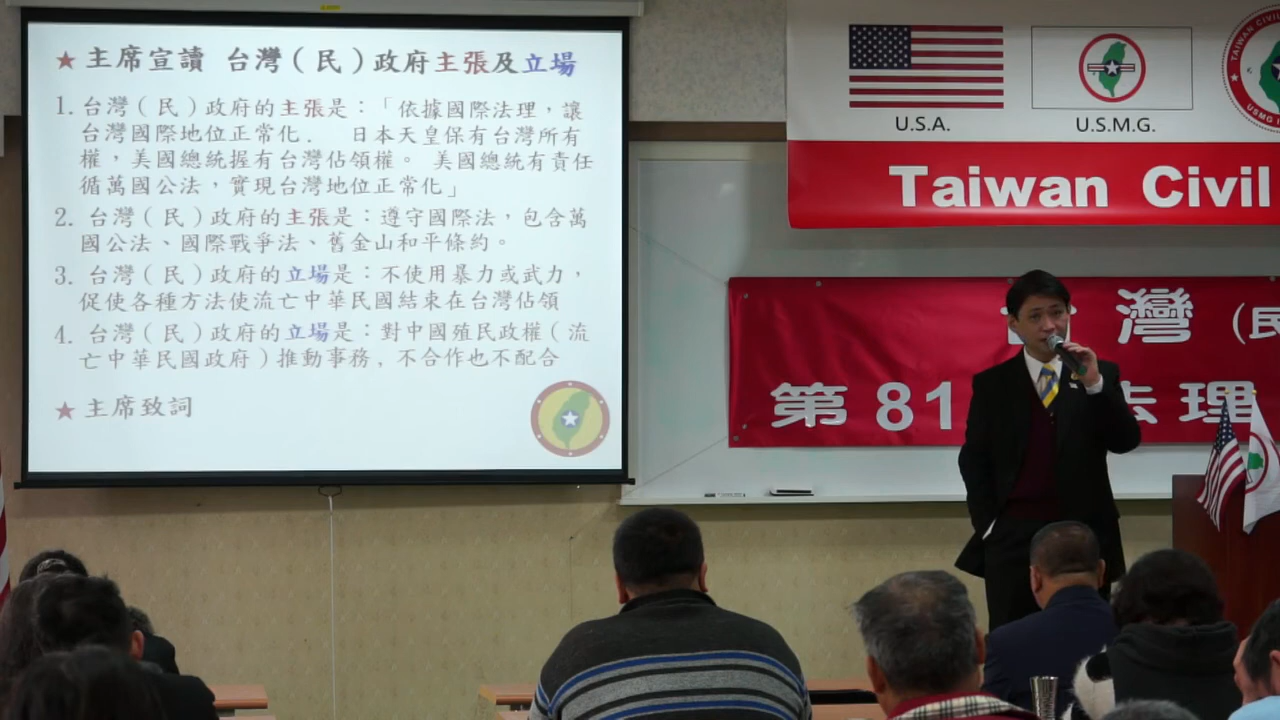 ★ 主席宣讀 台灣（民）政府主張及立場
1. 台灣（民）政府的主張是：「依據國際法理，讓
台灣國際地位正常化． 日本天皇保有台灣所有
權，美國總統握有台灣佔領權。 美國總統有責任
循萬國公法，實現台灣地位正常化」
2. 台灣（民）政府的主張是：遵守國際法，包含萬
國公法、國際戰爭法、舊金山和平條約。
3. 台灣（民）政府的立場是：不使用暴力或武力，
促使各種方法使流亡中華民國結束在台灣佔領
4. 台灣（民）政府的立場是：對中國殖民政權（流
亡中華民國政府）推動事務，不合作也不配合
★ 主席致詞
U.S.A.
U.S.M.G.
TAIWAN CIVIL
USMG
Taiwan Civil
灣（民
第 81 法 理